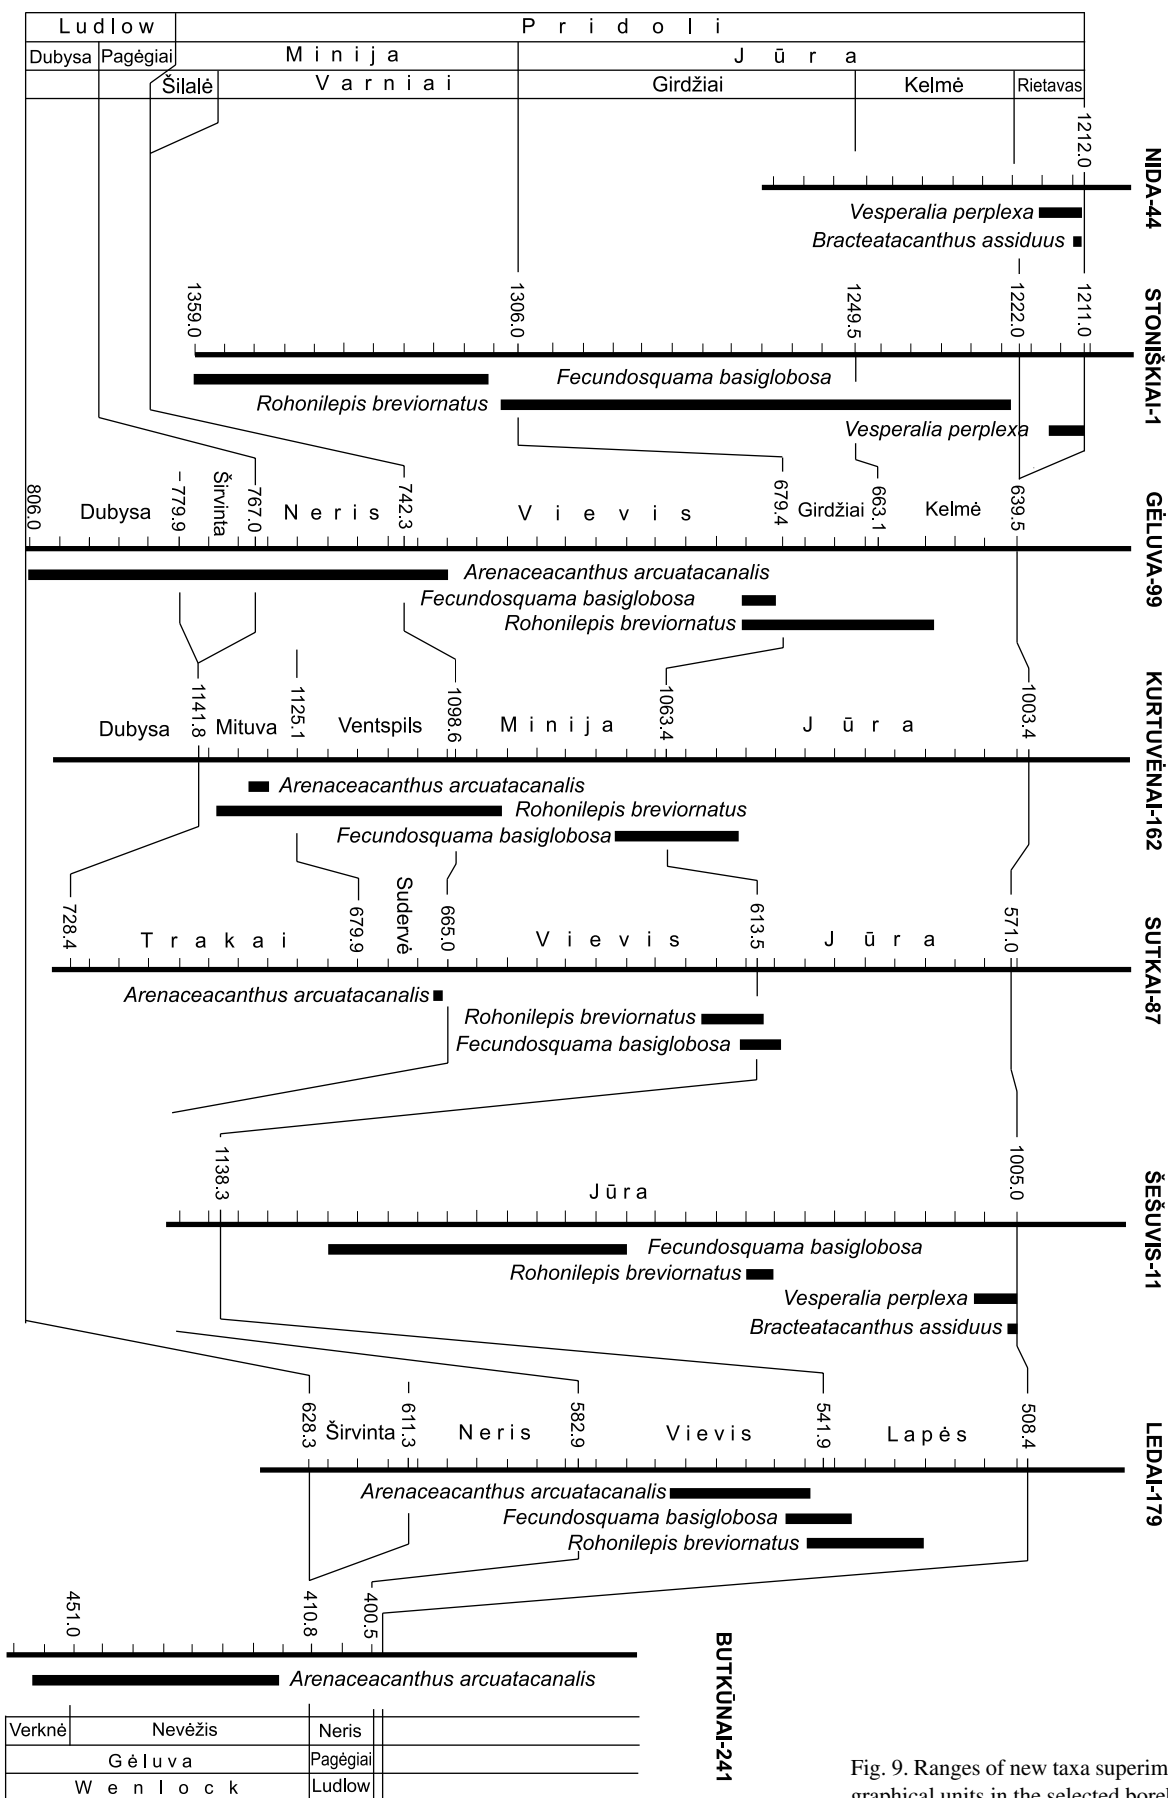 Ludlow Pridoli
Dubysa Pagėgiai Minija Jūra
Šilalė Varniai Girdžiai Kelmė Rietavas
1212.0
NIDA-44
Vesperalia perplexa
Bracteatacanthus assiduus
1359.0 1306.0 1249.5 1222.0 1211.0
STONIŠKIAI-1
Fecundosquama basiglobosa
Rohonilepis breviornatus
Vesperalia perplexa
806.0 779.9 767.0 742.3 679.4 663.1 639.5
Dubysa Širvinta Neris Vievis Girdžiai Kelmė
GĖLUVA-99
Arenaceacanthus arcuatacanalis
Fecundosquama basiglobosa
Rohonilepis breviornatus
1141.8 1125.1 1098.6 1063.4 1003.4
Dubysa Mituva Ventspils Minija Jūra
KURTUVĖNAI-162
Arenaceacanthus arcuatacanalis
Rohonilepis breviornatus
Fecundosquama basiglobosa
728.4 679.9 665.0 613.5 571.0
Trakai Sudervė Vievis Jūra
SUTKAI-87
Arenaceacanthus arcuatacanalis
Rohonilepis breviornatus
Fecundosquama basiglobosa
1138.3 1005.0
Jūra
ŠEŠUVIS-11
Fecundosquama basiglobosa
Rohonilepis breviornatus
Vesperalia perplexa
Bracteatacanthus assiduus
628.3 611.3 582.9 541.9 508.4
Širvinta Neris Vievis Lapės
LEDAI-179
Arenaceacanthus arcuatacanalis
Fecundosquama basiglobosa
Rohonilepis breviornatus
451.0 410.8 400.5
BUTKŪNAI-241
Arenaceacanthus arcuatacanalis
Verknė Nevėžis Neris
Gėluva Pagėgiai
Wenlock Ludlow
Fig. 9. Ranges of new taxa superim